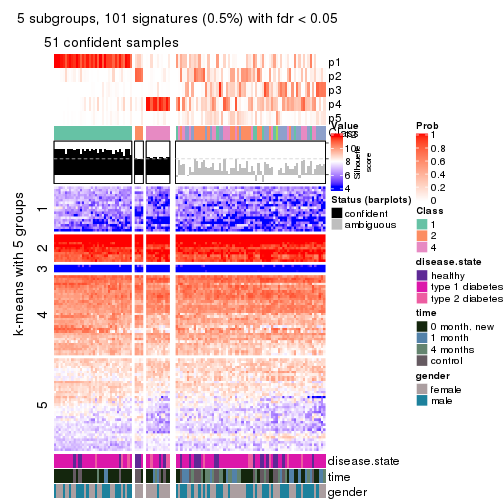 5 subgroups, 101 signatures (0.5%) with fdr < 0.05
51 confident samples
p1
p2
p3
p4
p5
Class
Silhouette
score
k-means with 5 groups
1
2
3
4
5
disease.state
time
gender
Value
10
8
6
4
Status (barplots)
confident
ambiguous
Prob
1
0.8
0.6
0.4
0.2
0
Class
1
2
4
disease.state
healthy
type 1 diabetes
type 2 diabetes
time
0 month, new
1 month
4 months
control
gender
female
male